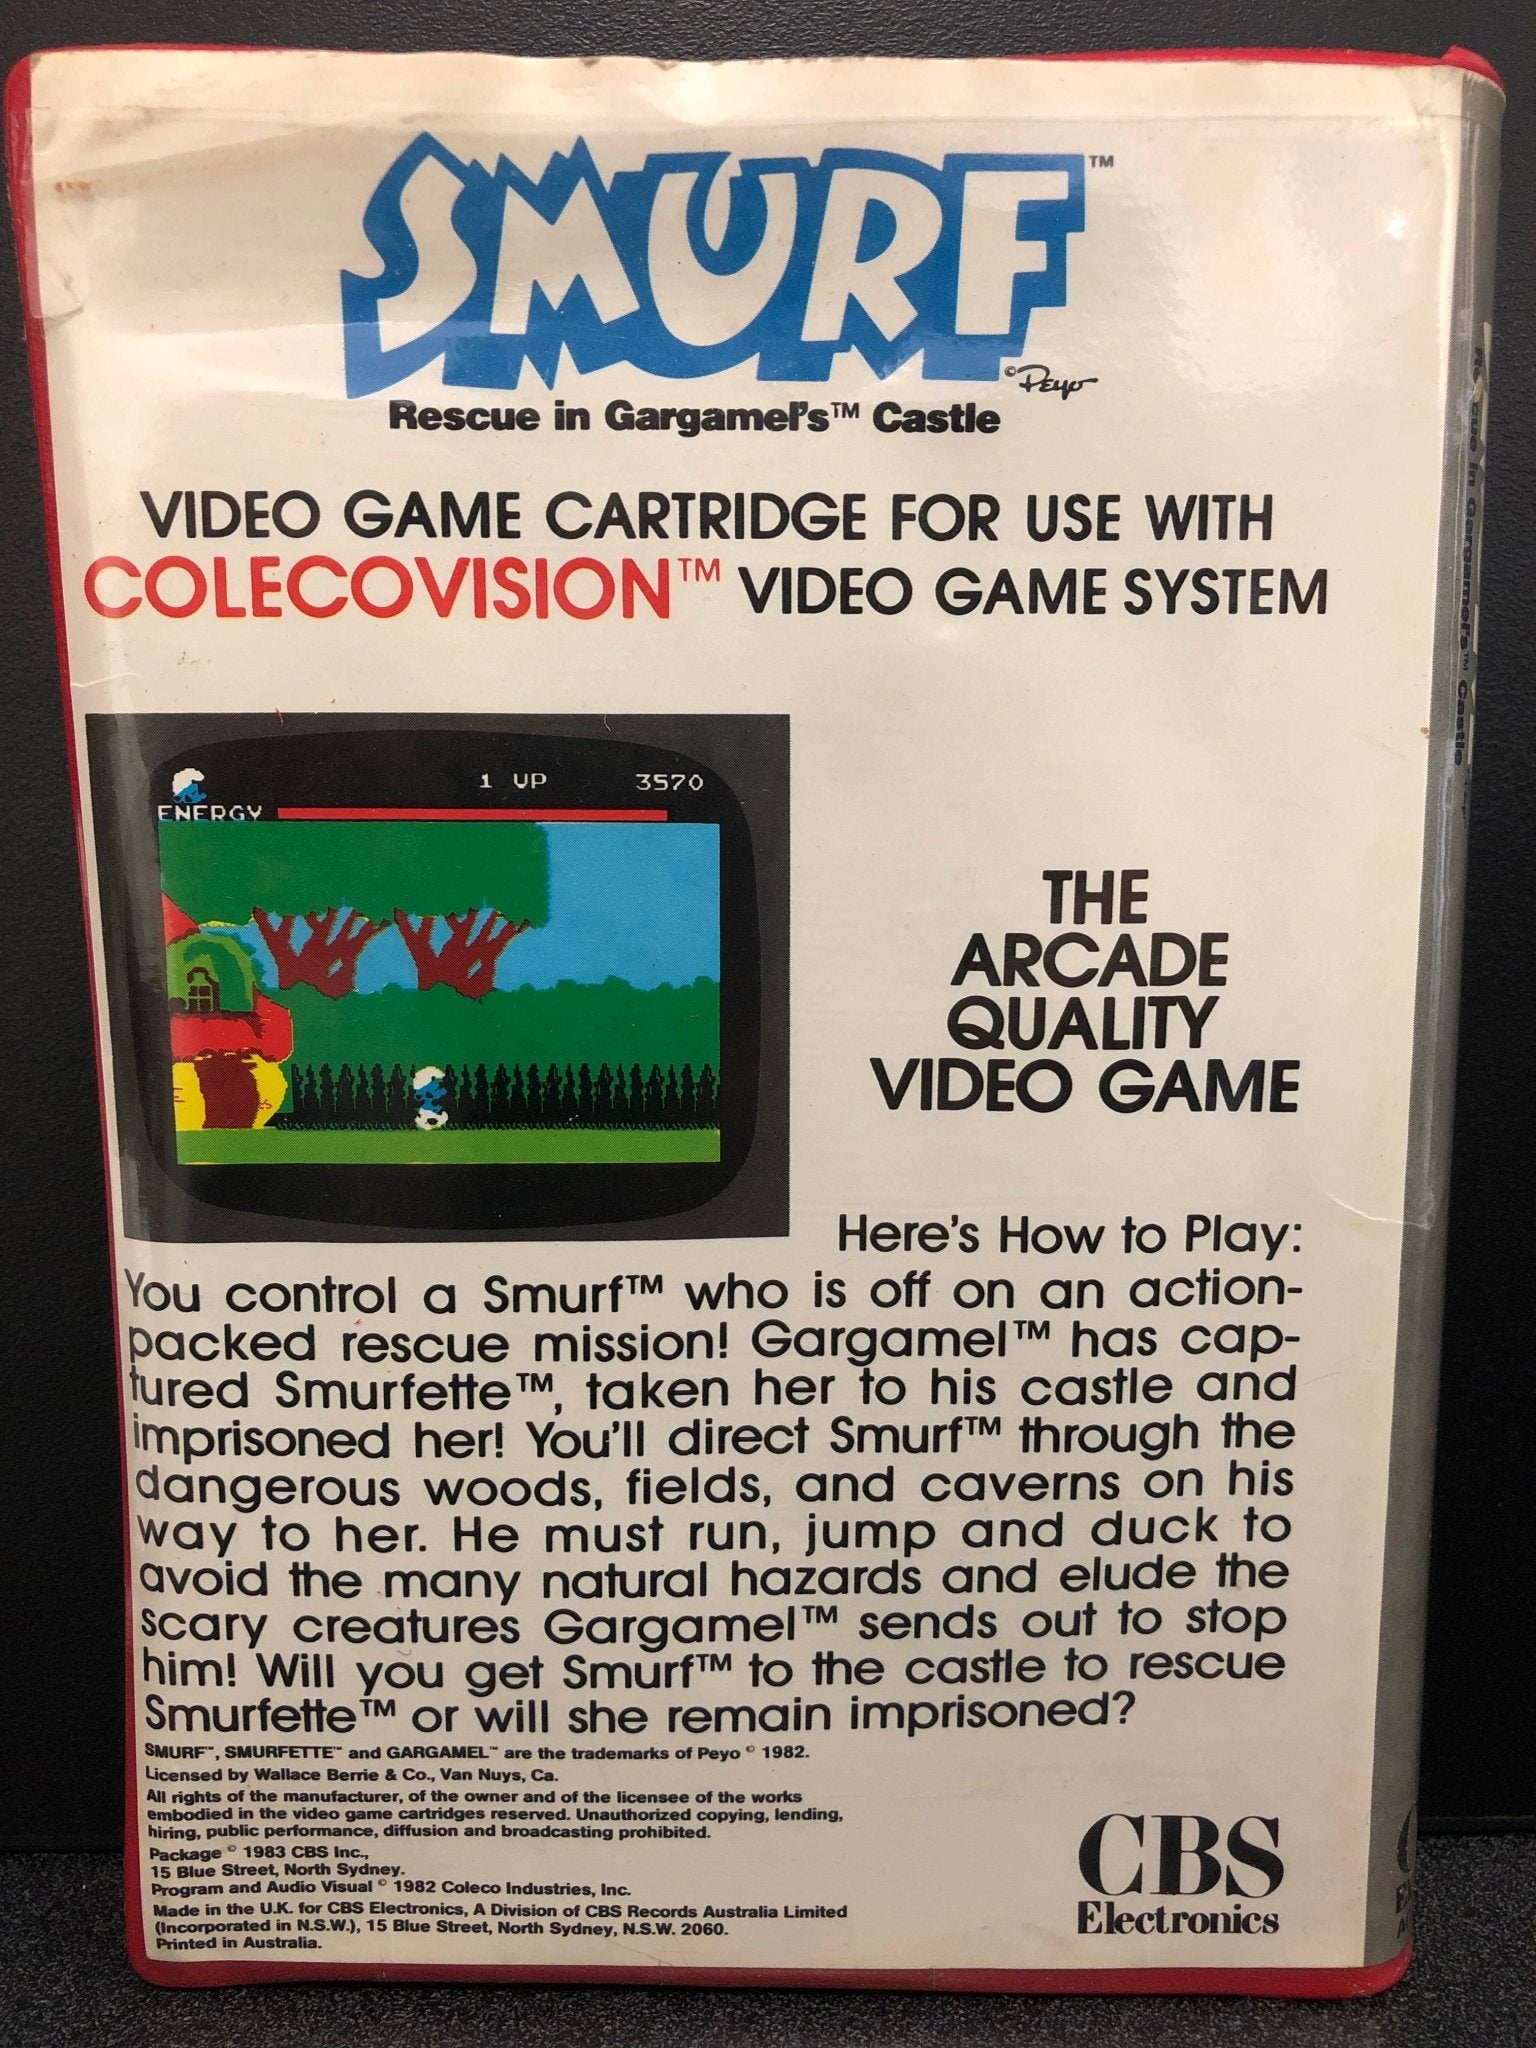 SMURF™
© Peyo
Rescue in Gargamel's™ Castle
VIDEO GAME CARTRIDGE FOR USE WITH
COLECOVISION™ VIDEO GAME SYSTEM
1 UP 3570
ENERGY
THE
ARCADE
QUALITY
VIDEO GAME
Here's How to Play:
You control a Smurf™ who is off on an action-
packed rescue mission! Gargamel™ has cap-
tured Smurfette™, taken her to his castle and
imprisoned her! You'll direct Smurf™ through the
dangerous woods, fields, and caverns on his
way to her. He must run, jump and duck to
avoid the many natural hazards and elude the
scary creatures Gargamel™ sends out to stop
him! Will you get Smurf™ to the castle to rescue
Smurfette™ or will she remain imprisoned?
SMURF™, SMURFETTE™ and GARGAMEL™ are the trademarks of Peyo © 1982.
Licensed by Wallace Berrie & Co., Van Nuys, Ca.
All rights of the manufacturer, of the owner and of the licensee of the works
embodied in the video game cartridges reserved. Unauthorized copying, lending,
hiring, public performance, diffusion and broadcasting prohibited.
Package © 1983 CBS Inc.,
15 Blue Street, North Sydney.
Program and Audio Visual © 1982 Coleco Industries, Inc.
Made in the U.K. for CBS Electronics, A Division of CBS Records Australia Limited
(Incorporated in N.S.W.), 15 Blue Street, North Sydney, N.S.W. 2060.
Printed in Australia.
CBS
Electronics
Rescue in Gargamel's™ Castle